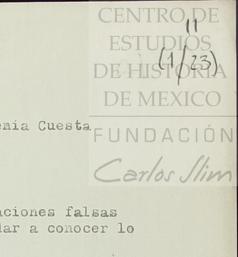 CENTRO DE
ESTUDIOS
DE HISTORIA
DE MEXICO
11
(1/23)
FUNDACIÓN
Carlos Slim
enia Cuesta
aciones falsas
dar a conocer lo